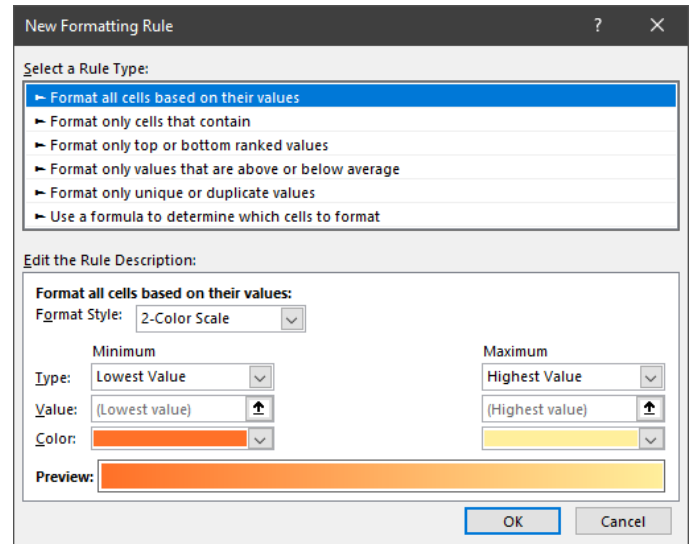 New Formatting Rule ? ×
Select a Rule Type:
► Format all cells based on their values
► Format only cells that contain
► Format only top or bottom ranked values
► Format only values that are above or below average
► Format only unique or duplicate values
► Use a formula to determine which cells to format
Edit the Rule Description:
Format all cells based on their values:
Format Style: 2-Color Scale
Minimum Maximum
Type: Lowest Value Highest Value
Value: (Lowest value) (Highest value)
Color:
Preview:
OK Cancel